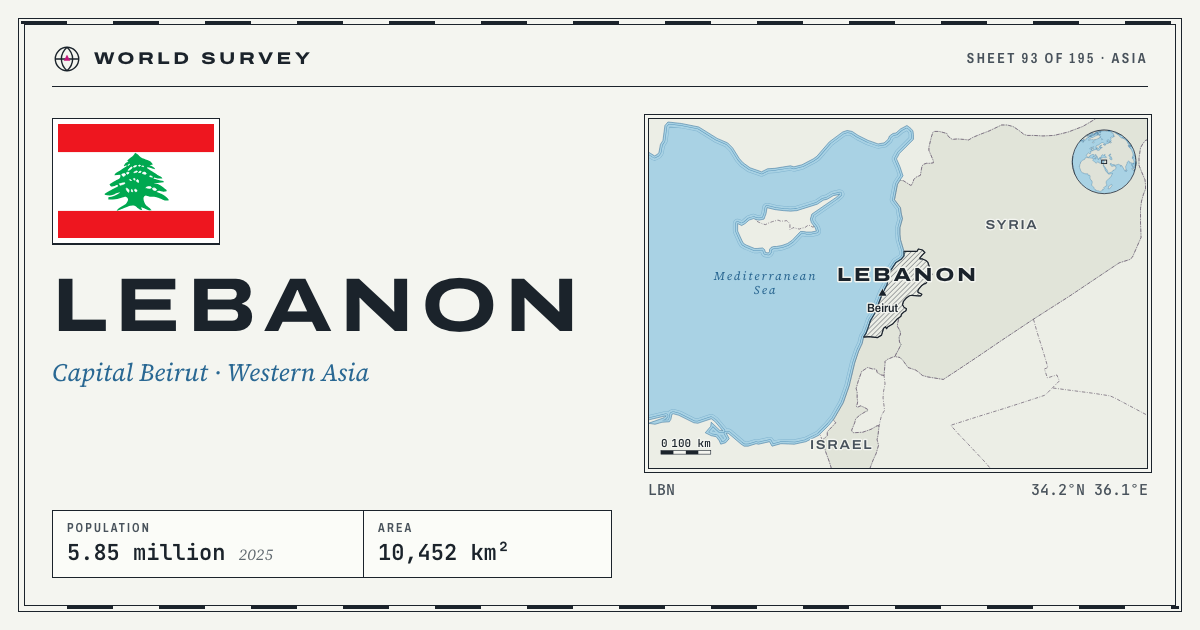 WORLD SURVEY
SHEET 93 OF 195 · ASIA
LEBANON
Capital Beirut · Western Asia
POPULATION
5.85 million 2025
AREA
10,452 km²
SYRIA
Mediterranean
Sea
LEBANON
Beirut
ISRAEL
0 100 km
LBN
34.2°N 36.1°E